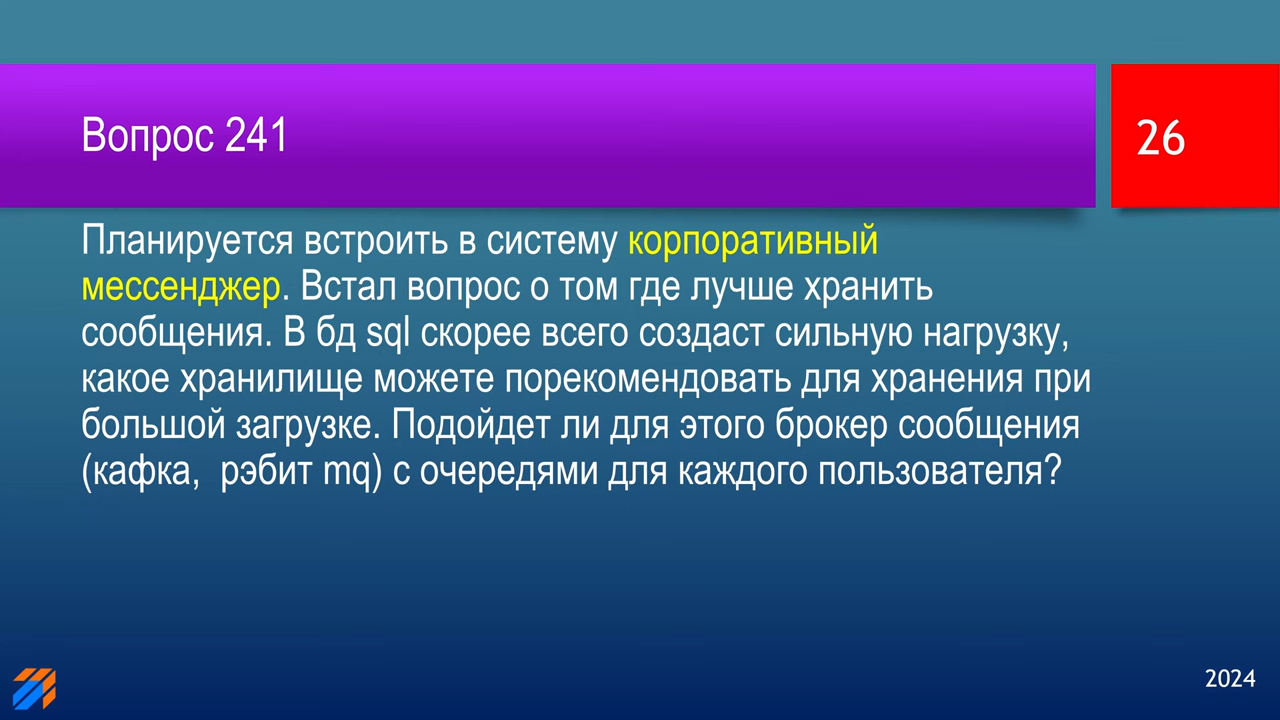 Вопрос 241
26
Планируется встроить в систему корпоративный
мессенджер. Встал вопрос о том где лучше хранить
сообщения. В бд sql скорее всего создаст сильную нагрузку,
какое хранилище можете порекомендовать для хранения при
большой загрузке. Подойдет ли для этого брокер сообщения
(кафка,  рэбит mq) с очередями для каждого пользователя?
2024